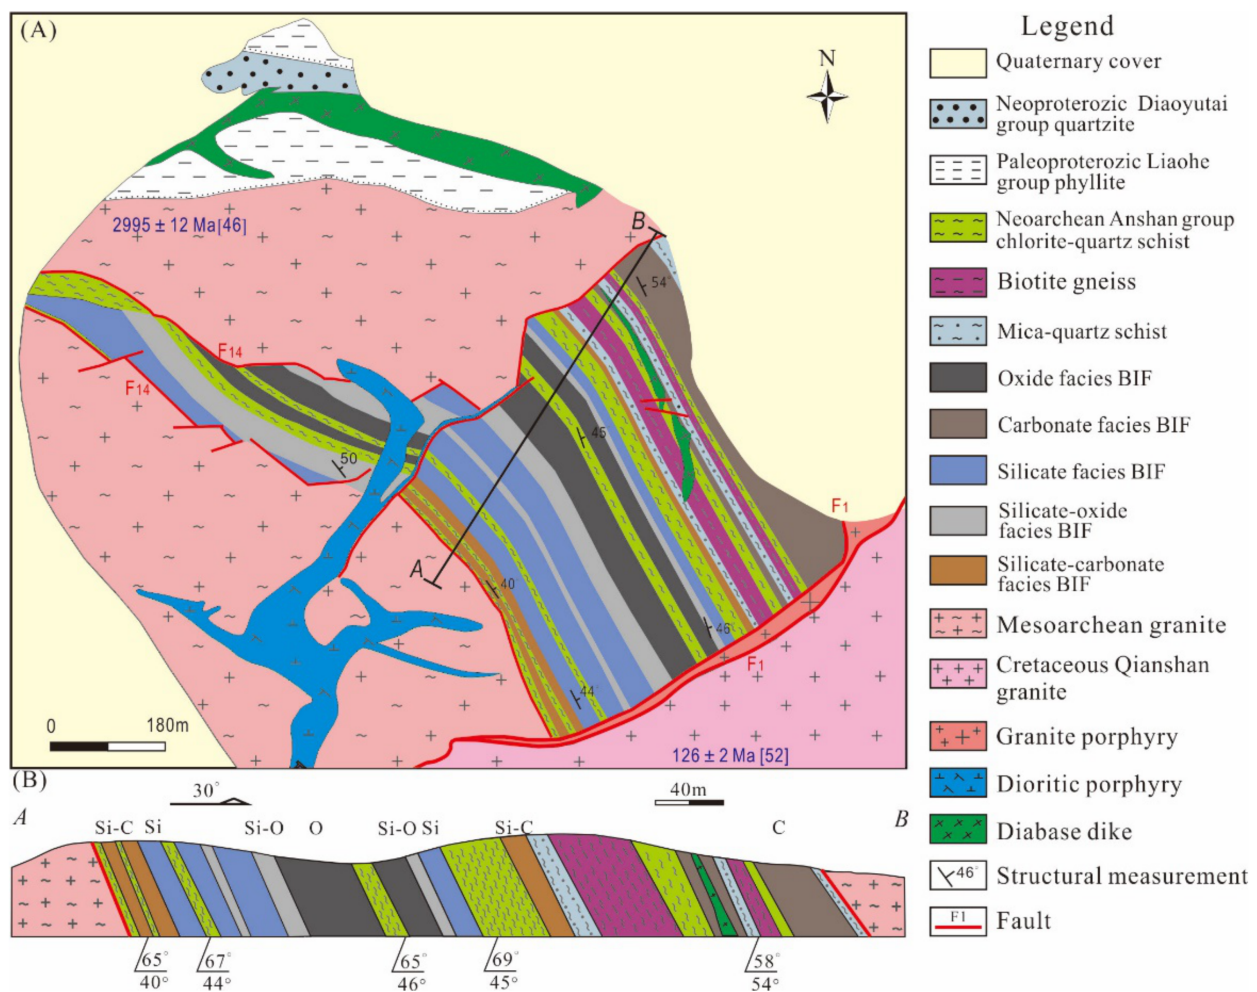 (A)
N
2995 ± 12 Ma [46]
B
54
F14
F14
45
50
A
40
F1
46
F1
44
0 180m
126 ± 2 Ma [52]
Legend
Quaternary cover
Neoproterozic Diaoyutai
group quartzite
Paleoproterozic Liaohe
group phyllite
Neoarchean Anshan group
chlorite-quartz schist
Biotite gneiss
Mica-quartz schist
Oxide facies BIF
Carbonate facies BIF
Silicate facies BIF
Silicate-oxide
facies BIF
Silicate-carbonate
facies BIF
Mesoarchean granite
Cretaceous Qianshan
granite
Granite porphyry
Dioritic porphyry
Diabase dike
46° Structural measurement
F1 Fault
(B)
30° 40m
A B
Si-C Si Si-O O Si-O Si Si-C C
65° 67° 65° 69° 58°
40° 44° 46° 45° 54°